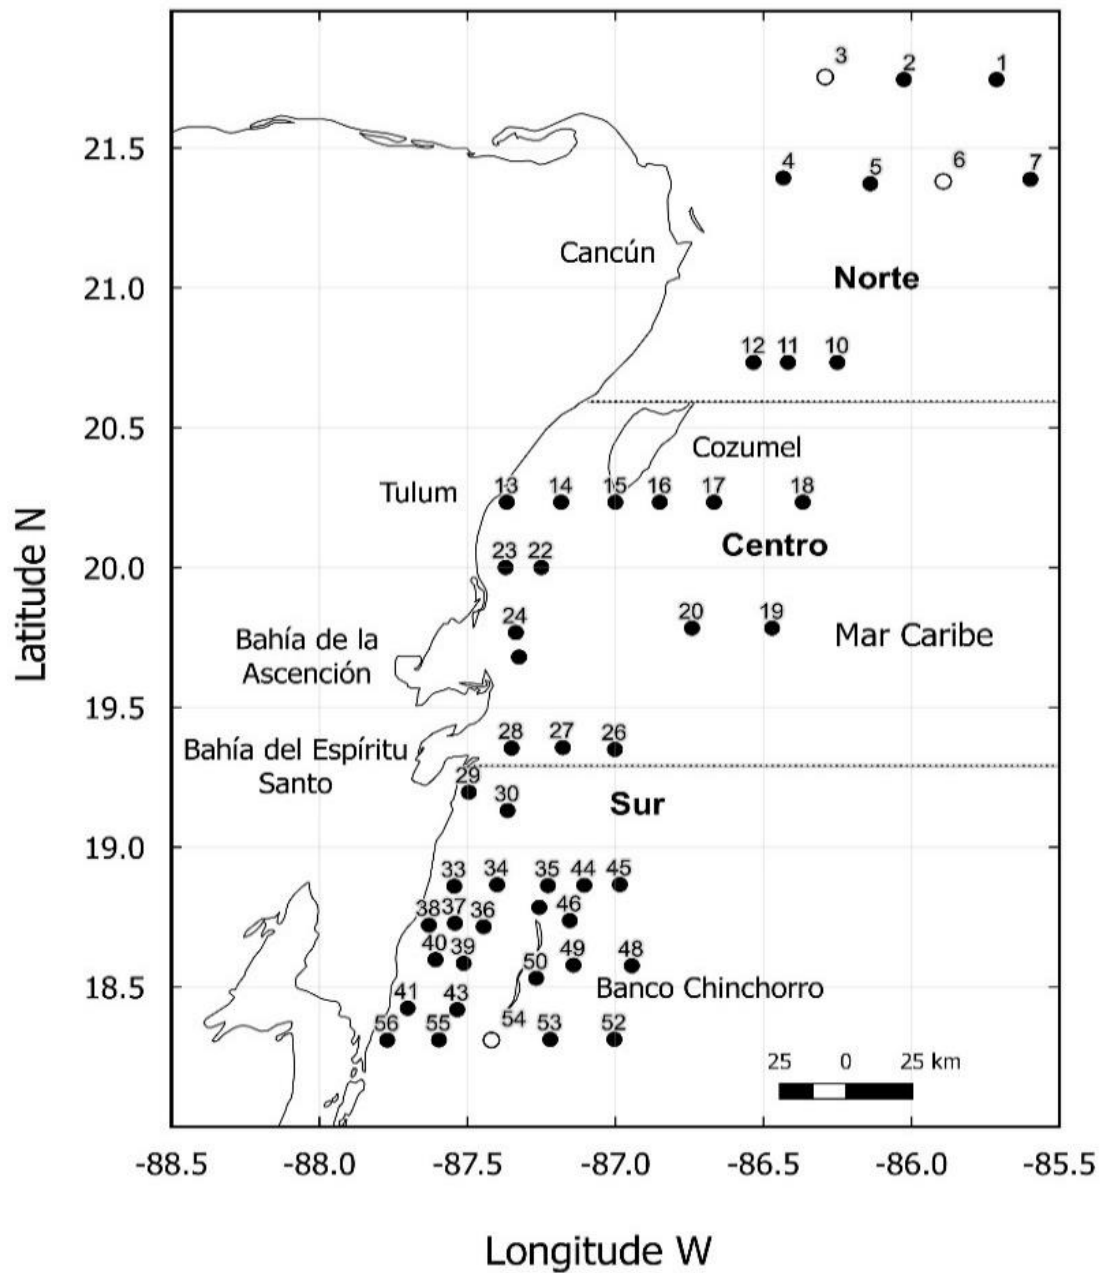 3 2 1
21.5
4 5 6 7
Cancún
Norte
21.0
12 11 10
20.5
Cozumel
Tulum
13 14 15 16 17 18
Centro
23 22
20.0
24 20 19
Mar Caribe
Bahía de la
Ascención
19.5
28 27 26
Bahía del Espíritu
Santo
29
30
Sur
19.0
33 34 35 44 45
38 37 36 46
40 39 50 49 48
18.5
Banco Chinchorro
41 43 54
56 55 53 52
25 0 25 km
-88.5 -88.0 -87.5 -87.0 -86.5 -86.0 -85.5
Latitude N
Longitude W